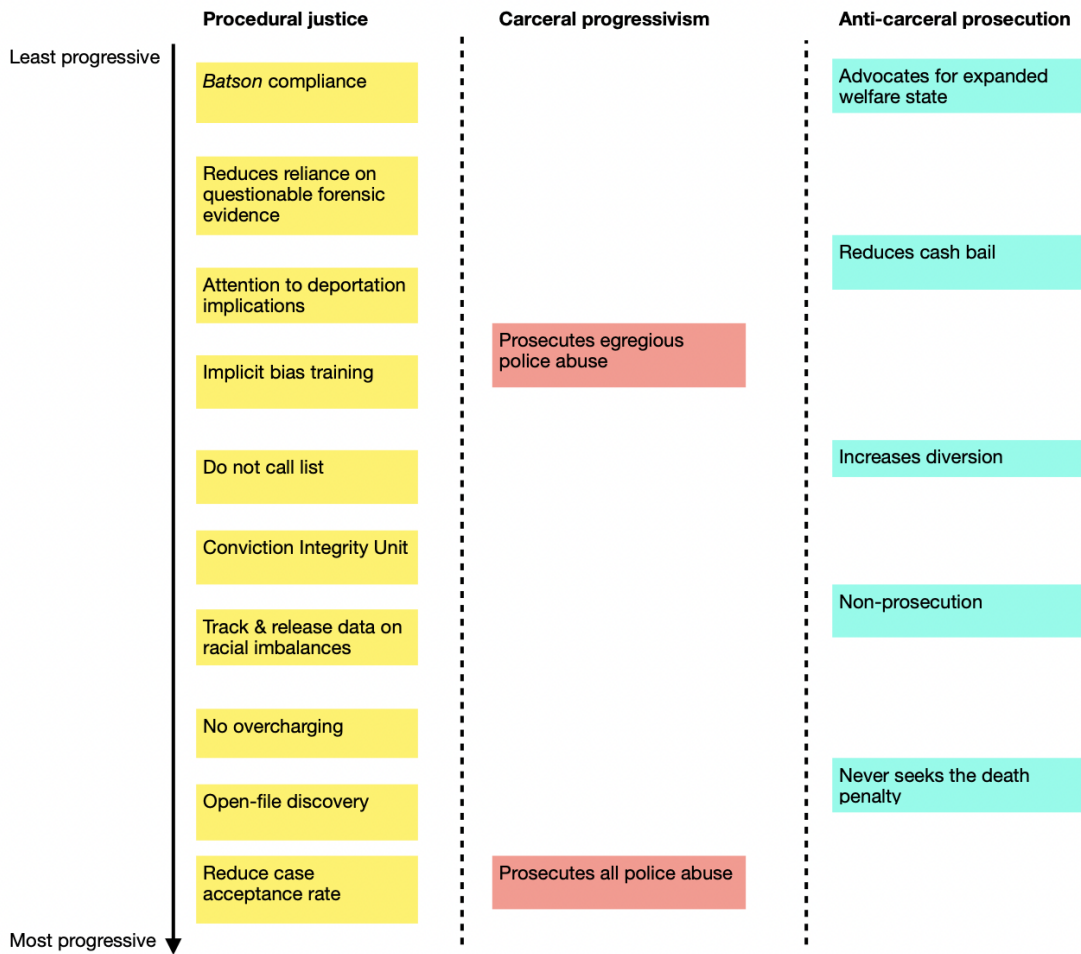 Procedural justice
Carceral progressivism
Anti-carceral prosecution
Least progressive
Batson compliance
Reduces reliance on
questionable forensic
evidence
Attention to deportation
implications
Implicit bias training
Do not call list
Conviction Integrity Unit
Track & release data on
racial imbalances
No overcharging
Open-file discovery
Reduce case
acceptance rate
Prosecutes egregious
police abuse
Prosecutes all police abuse
Advocates for expanded
welfare state
Reduces cash bail
Increases diversion
Non-prosecution
Never seeks the death
penalty
Most progressive